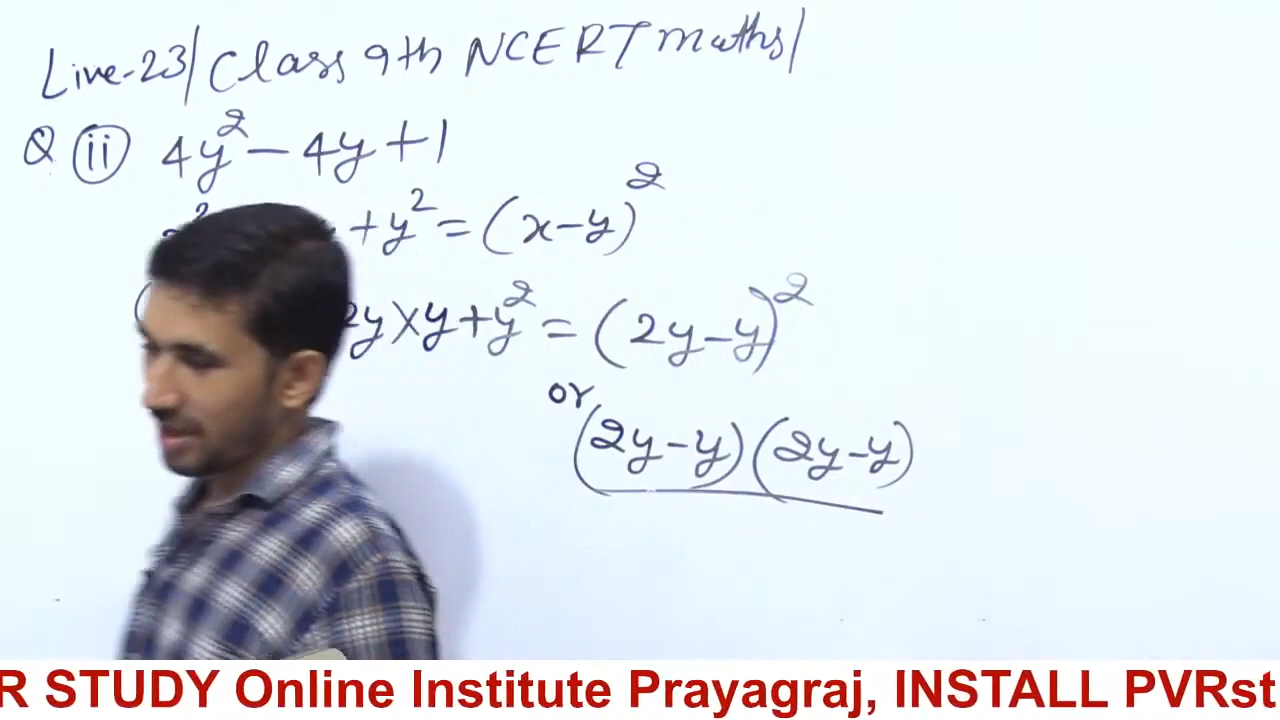 Live-23/Class 9th NCERT maths/
Q (ii) 4y² - 4y + 1
² + y² = (x-y)²
2y×y+y² = (2y-y)²
or
(2y-y)(2y-y)
R STUDY Online Institute Prayagraj, INSTALL PVRst